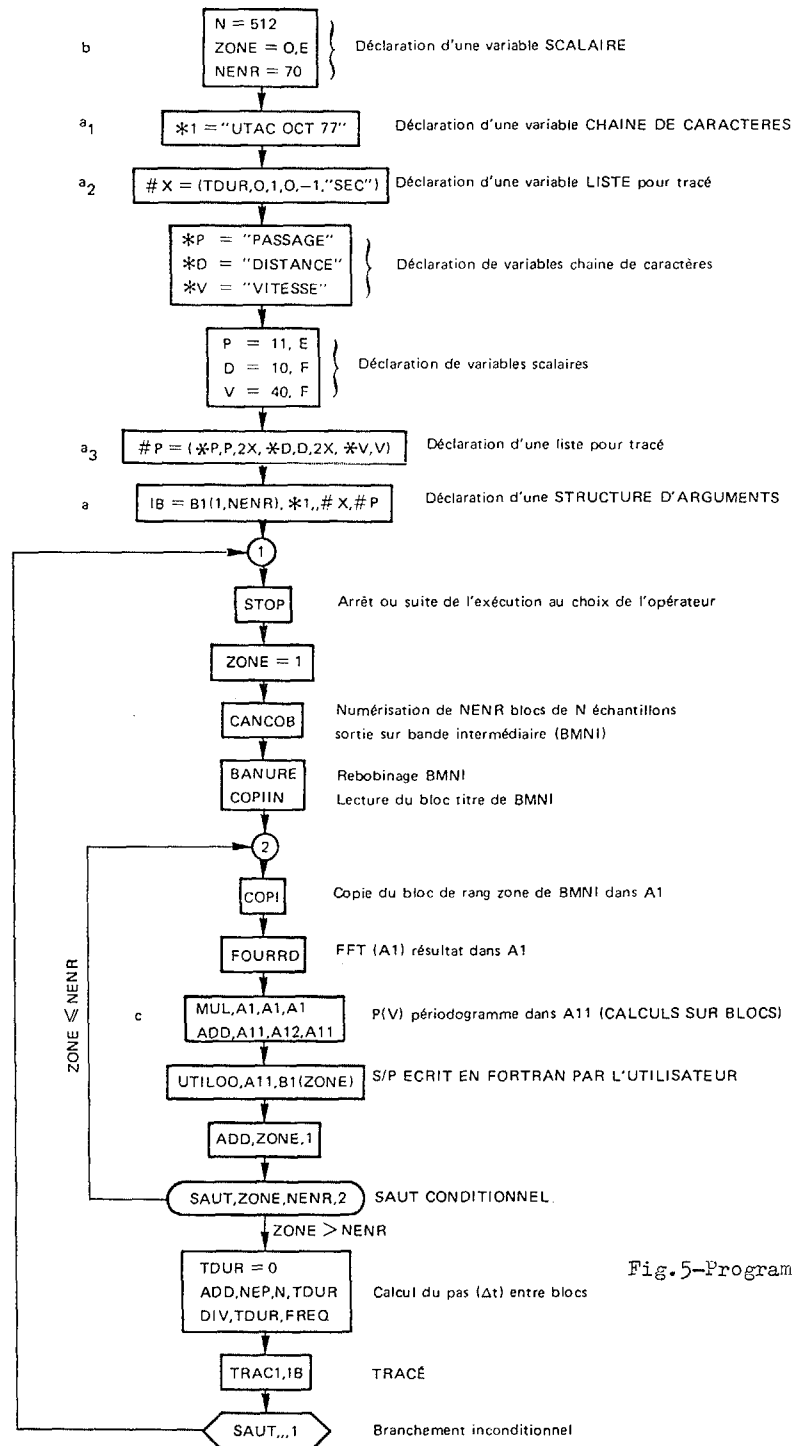 N = 512
b ZONE = O,E Déclaration d'une variable SCALAIRE
NENR = 70
a1 *1 = "UTAC OCT 77" Déclaration d'une variable CHAINE DE CARACTERES
a2 # X = (TDUR,O,1,O,-1,"SEC") Déclaration d'une variable LISTE pour tracé
*P = "PASSAGE"
*D = "DISTANCE" Déclaration de variables chaine de caractères
*V = "VITESSE"
P = 11, E
D = 10, F Déclaration de variables scalaires
V = 40, F
a3 # P = (*P,P,2X, *D,D,2X, *V,V) Déclaration d'une liste pour tracé
a IB = B1(1,NENR), *1,,# X,# P Déclaration d'une STRUCTURE D'ARGUMENTS
1
STOP Arrêt ou suite de l'exécution au choix de l'opérateur
ZONE = 1
CANCOB Numérisation de NENR blocs de N échantillons
sortie sur bande intermédiaire (BMNI)
BANURE Rebobinage BMNI
COPIIN Lecture du bloc titre de BMNI
2
COPI Copie du bloc de rang zone de BMNI dans A1
FOURRD FFT (A1) résultat dans A1
ZONE ⩽ NENR
c MUL,A1,A1,A1 P(V) périodogramme dans A11 (CALCULS SUR BLOCS)
ADD,A11,A12,A11
UTILOO,A11,B1(ZONE) S/P ECRIT EN FORTRAN PAR L'UTILISATEUR
ADD,ZONE,1
SAUT,ZONE,NENR,2 SAUT CONDITIONNEL.
ZONE > NENR
TDUR = O
ADD,NEP,N,TDUR Calcul du pas (Δt) entre blocs
DIV,TDUR,FREQ
Fig.5-Program
TRAC1,IB TRACÉ
SAUT,,,1 Branchement inconditionnel